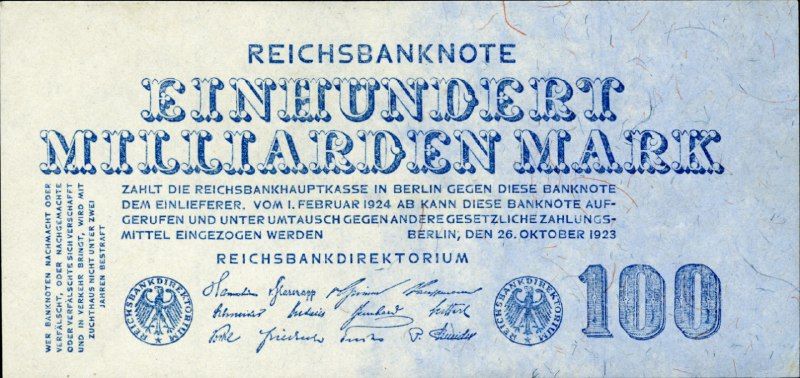 REICHSBANKNOTE
EINHUNDERT
MILLIARDEN MARK
ZAHLT DIE REICHSBANKHAUPTKASSE IN BERLIN GEGEN DIESE BANKNOTE
DEM EINLIEFERER. VOM 1. FEBRUAR 1924 AB KANN DIESE BANKNOTE AUF-
GERUFEN UND UNTER UMTAUSCH GEGEN ANDERE GESETZLICHE ZAHLUNGS-
MITTEL EINGEZOGEN WERDEN BERLIN, DEN 26. OKTOBER 1923
REICHSBANKDIREKTORIUM
WER BANKNOTEN NACHMACHT ODER
VERFÄLSCHT, ODER NACHGEMACHTE
ODER VERFÄLSCHTE SICH VERSCHAFFT
UND IN VERKEHR BRINGT, WIRD MIT
ZUCHTHAUS NICHT UNTER ZWEI
JAHREN BESTRAFT
REICHSBANKDIREKTORIUM
Friedrich
REICHSBANKDIREKTORIUM
100